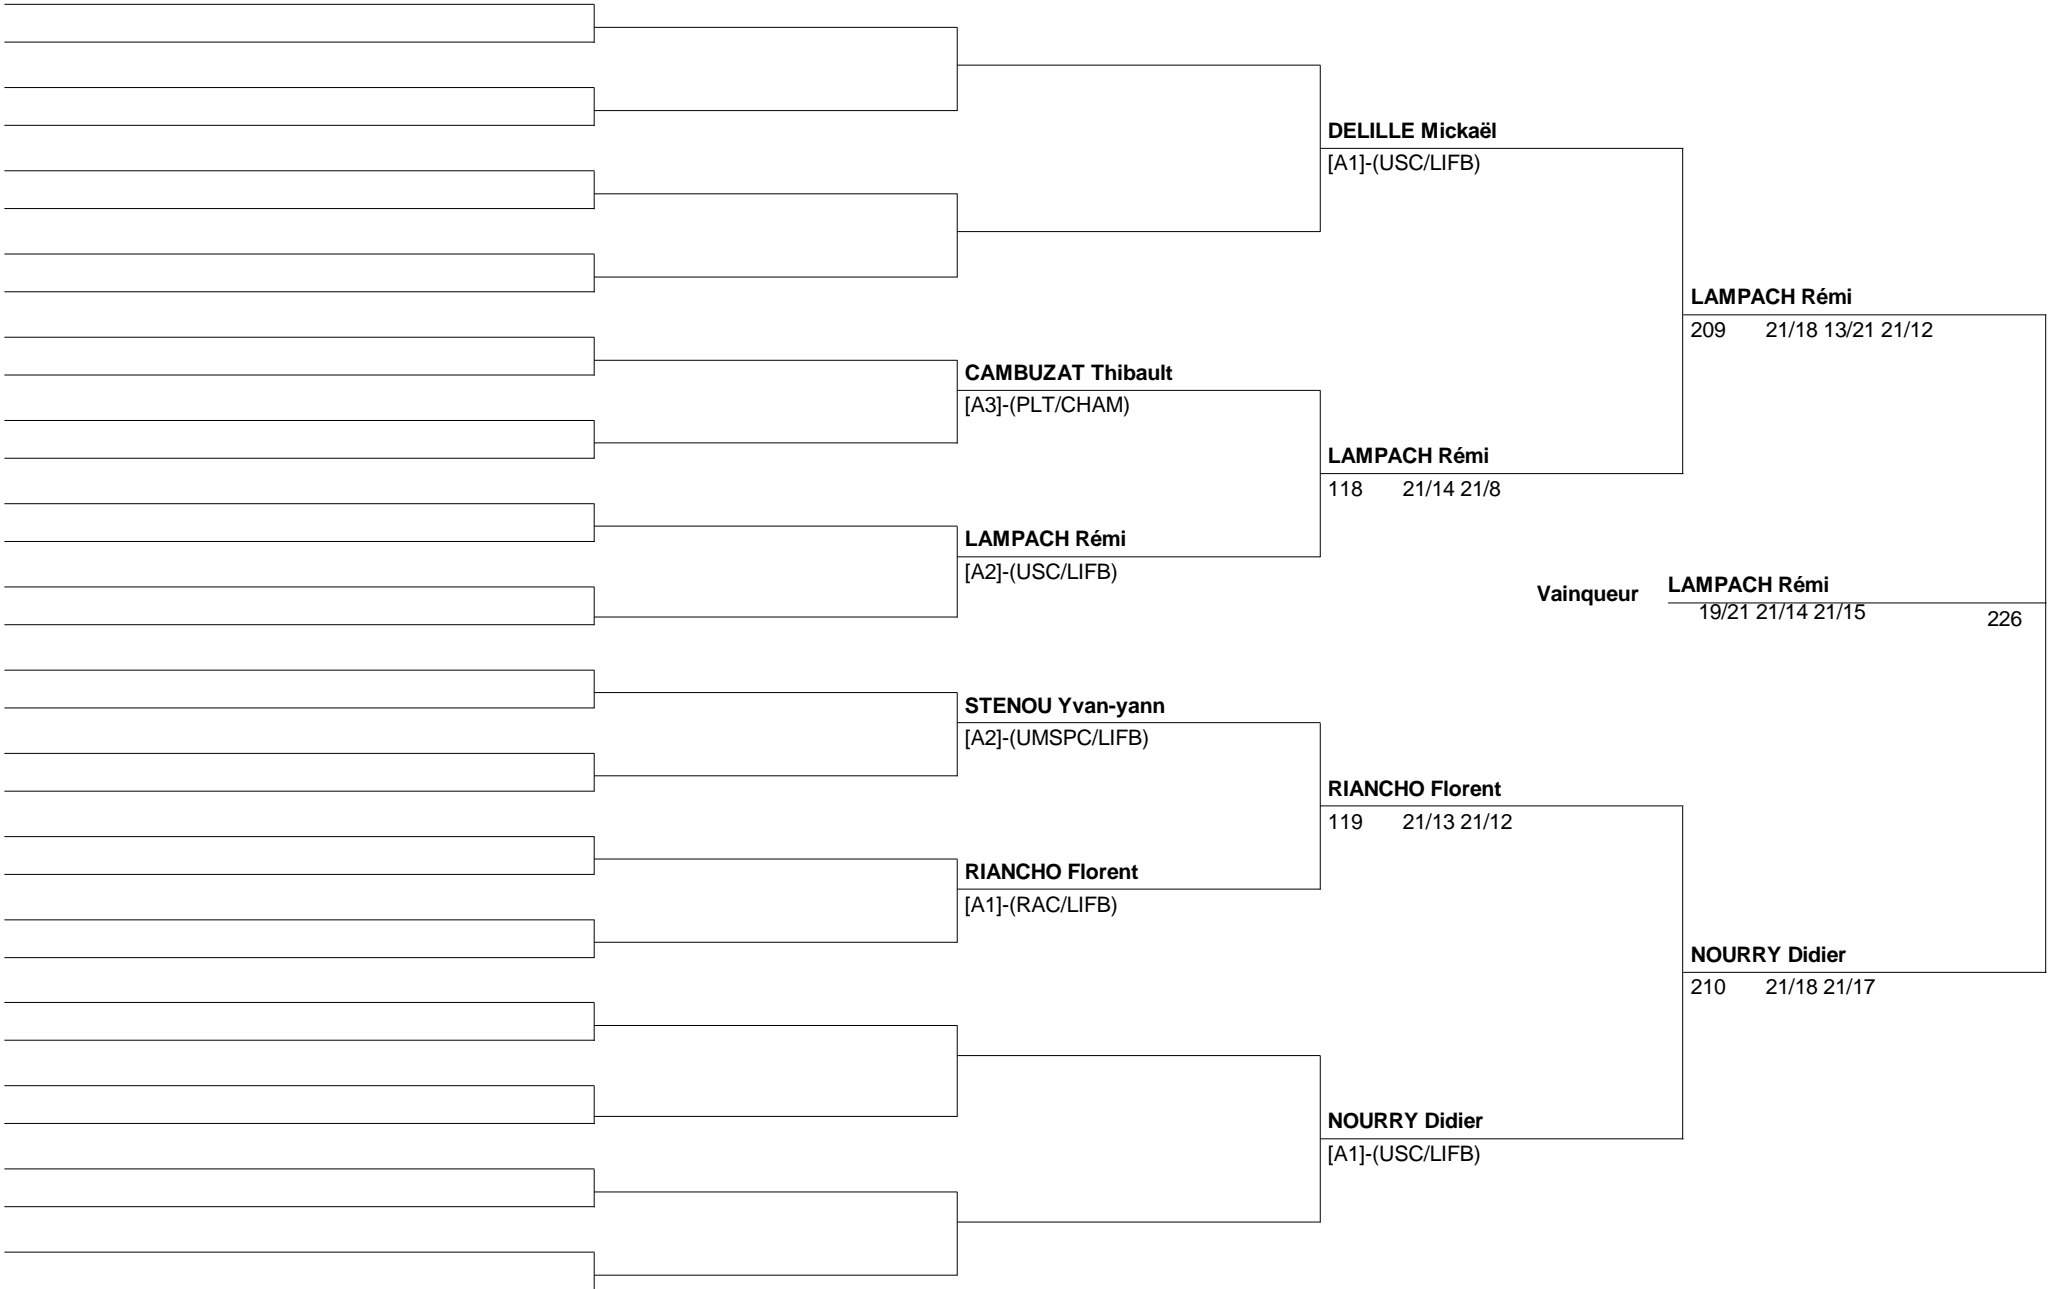 DELILLE Mickaël
[A1]-(USC/LIFB)
LAMPACH Rémi
209 21/18 13/21 21/12
CAMBUZAT Thibault
[A3]-(PLT/CHAM)
LAMPACH Rémi
118 21/14 21/8
LAMPACH Rémi
[A2]-(USC/LIFB)
Vainqueur LAMPACH Rémi
19/21 21/14 21/15 226
STENOU Yvan-yann
[A2]-(UMSPC/LIFB)
RIANCHO Florent
119 21/13 21/12
RIANCHO Florent
[A1]-(RAC/LIFB)
NOURRY Didier
210 21/18 21/17
NOURRY Didier
[A1]-(USC/LIFB)